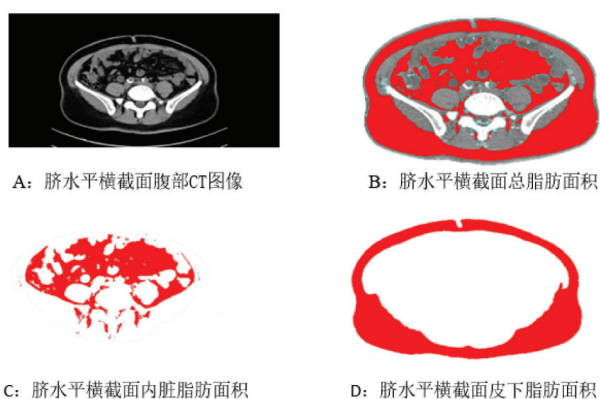 A：脐水平横截面腹部CT图像
B：脐水平横截面总脂肪面积
C：脐水平横截面内脏脂肪面积
D：脐水平横截面皮下脂肪面积